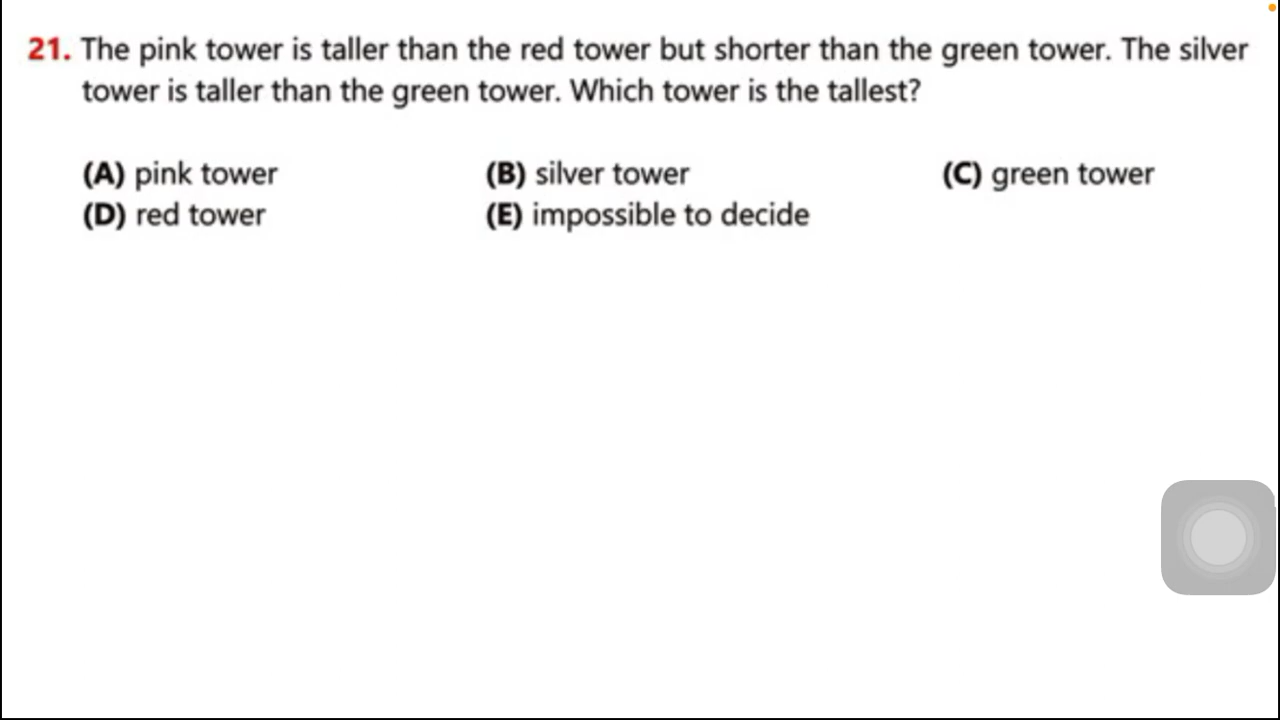 21. The pink tower is taller than the red tower but shorter than the green tower. The silver
tower is taller than the green tower. Which tower is the tallest?
(A) pink tower (B) silver tower (C) green tower
(D) red tower (E) impossible to decide